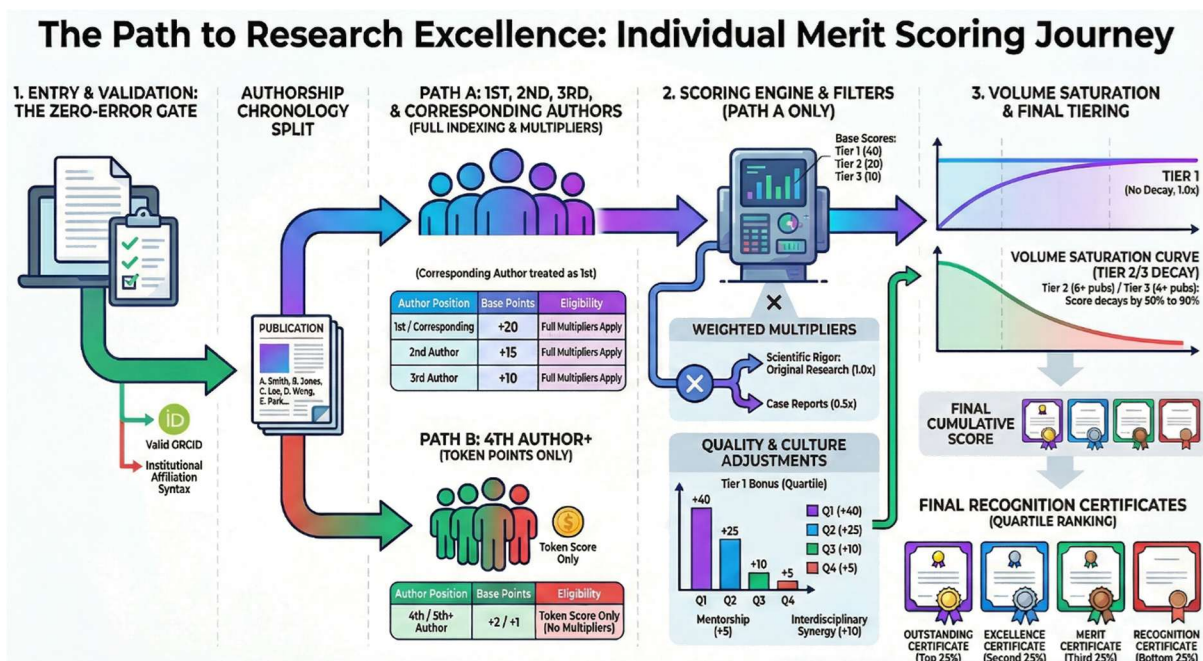 The Path to Research Excellence: Individual Merit Scoring Journey
1. ENTRY & VALIDATION:
THE ZERO-ERROR GATE
Valid GRCID
Institutional
Affiliation
Syntax
iD
AUTHORSHIP
CHRONOLOGY
SPLIT
PUBLICATION
A. Smith, B. Jones,
C. Loe, D. Weng,
E. Park...
PATH A: 1ST, 2ND, 3RD,
& CORRESPONDING AUTHORS
(FULL INDEXING & MULTIPLIERS)
(Corresponding Author treated as 1st)
Author Position Base Points Eligibility
1st / Corresponding +20 Full Multipliers Apply
2nd Author +15 Full Multipliers Apply
3rd Author +10 Full Multipliers Apply
PATH B: 4TH AUTHOR+
(TOKEN POINTS ONLY)
$
Token Score
Only
Author Position Base Points Eligibility
4th / 5th+
Author +2 / +1 Token Score Only
(No Multipliers)
2. SCORING ENGINE & FILTERS
(PATH A ONLY)
Base Scores:
Tier 1 (40)
Tier 2 (20)
Tier 3 (10)
WEIGHTED MULTIPLIERS
Scientific Rigor:
Original Research (1.0x)
Case Reports (0.5x)
QUALITY & CULTURE
ADJUSTMENTS
Tier 1 Bonus (Quartile)
+40
+25
+10
+5
Q1 (+40)
Q2 (+25)
Q3 (+10)
Q4 (+5)
Q1 Q2 Q3 Q4
Mentorship
(+5)
Interdisciplinary
Synergy (+10)
3. VOLUME SATURATION
& FINAL TIERING
TIER 1
(No Decay, 1.0x)
VOLUME SATURATION CURVE
(TIER 2/3 DECAY)
Tier 2 (6+ pubs) / Tier 3 (4+ pubs):
Score decays by 50% to 90%
FINAL
CUMULATIVE
SCORE
FINAL RECOGNITION CERTIFICATES
(QUARTILE RANKING)
OUTSTANDING
CERTIFICATE
(Top 25%)
EXCELLENCE
CERTIFICATE
(Second 25%)
MERIT
CERTIFICATE
(Third 25%)
RECOGNITION
CERTIFICATE
(Bottom 25%)